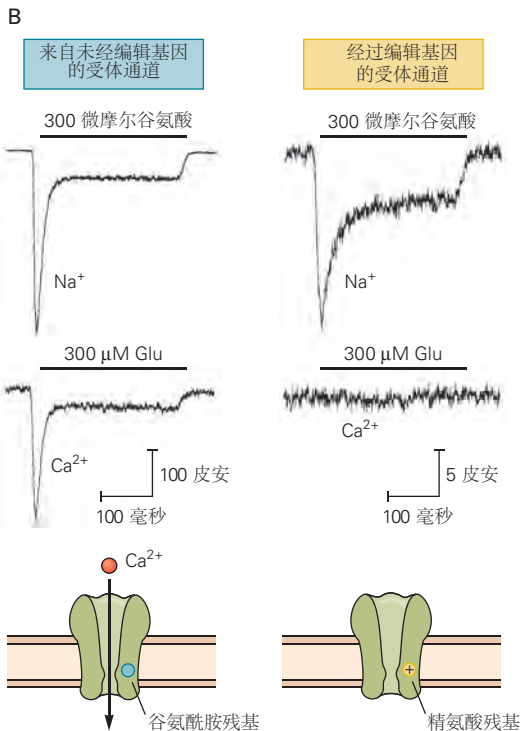 B
来自未经编辑基因
的受体通道
经过编辑基因
的受体通道
300 微摩尔谷氨酸
300 微摩尔谷氨酸
Na⁺
Na⁺
300 μM Glu
300 μM Glu
Ca²⁺
Ca²⁺
100 皮安
100 毫秒
5 皮安
100 毫秒
Ca²⁺
+
谷氨酰胺残基
精氨酸残基